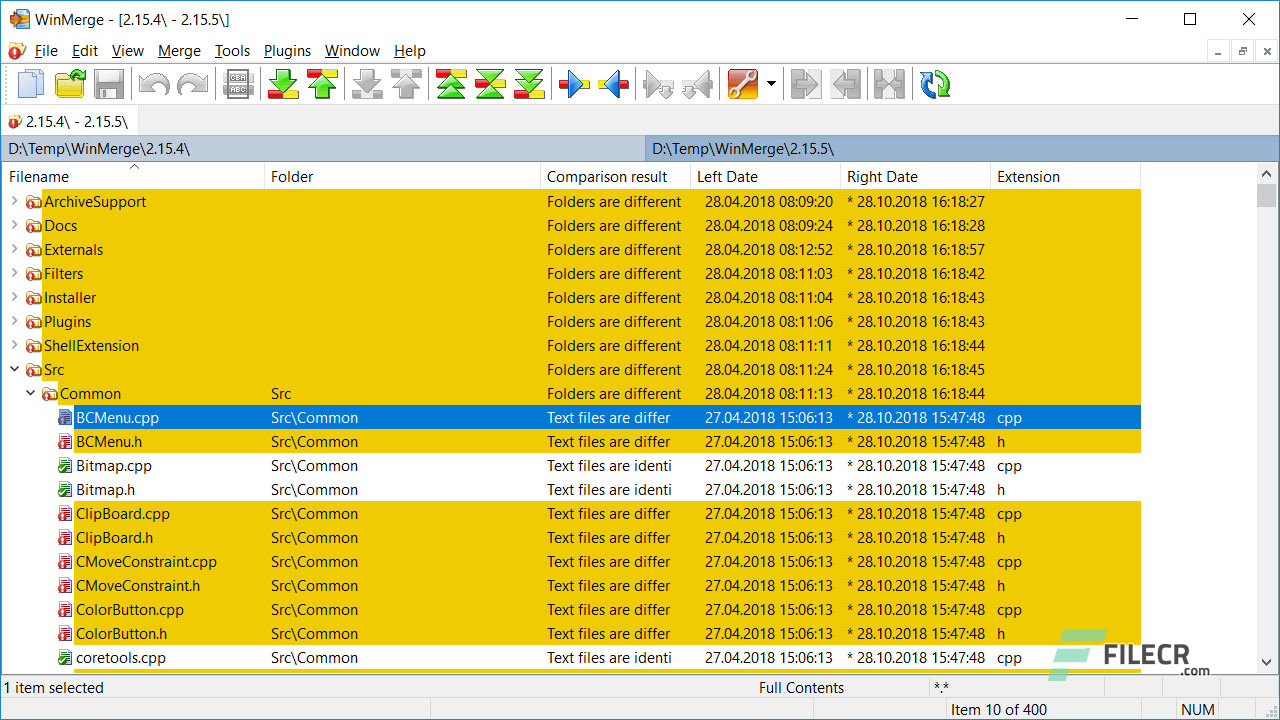 WinMerge - [2.15.4\ - 2.15.5\]
File Edit View Merge Tools Plugins Window Help
CBA
ABC
2.15.4\ - 2.15.5\
D:\Temp\WinMerge\2.15.4\ D:\Temp\WinMerge\2.15.5\
Filename Folder Comparison result Left Date Right Date Extension
ArchiveSupport Folders are different 28.04.2018 08:09:20 * 28.10.2018 16:18:27
Docs Folders are different 28.04.2018 08:09:24 * 28.10.2018 16:18:28
Externals Folders are different 28.04.2018 08:12:52 * 28.10.2018 16:18:57
Filters Folders are different 28.04.2018 08:11:03 * 28.10.2018 16:18:42
Installer Folders are different 28.04.2018 08:11:04 * 28.10.2018 16:18:43
Plugins Folders are different 28.04.2018 08:11:06 * 28.10.2018 16:18:43
ShellExtension Folders are different 28.04.2018 08:11:11 * 28.10.2018 16:18:44
Src Folders are different 28.04.2018 08:11:24 * 28.10.2018 16:18:45
Common Src Folders are different 28.04.2018 08:11:13 * 28.10.2018 16:18:44
BCMenu.cpp Src\Common Text files are differ 27.04.2018 15:06:13 * 28.10.2018 15:47:48 cpp
BCMenu.h Src\Common Text files are differ 27.04.2018 15:06:13 * 28.10.2018 15:47:48 h
Bitmap.cpp Src\Common Text files are identi 27.04.2018 15:06:13 * 28.10.2018 15:47:48 cpp
Bitmap.h Src\Common Text files are identi 27.04.2018 15:06:13 * 28.10.2018 15:47:48 h
ClipBoard.cpp Src\Common Text files are differ 27.04.2018 15:06:13 * 28.10.2018 15:47:48 cpp
ClipBoard.h Src\Common Text files are differ 27.04.2018 15:06:13 * 28.10.2018 15:47:48 h
CMoveConstraint.cpp Src\Common Text files are differ 27.04.2018 15:06:13 * 28.10.2018 15:47:48 cpp
CMoveConstraint.h Src\Common Text files are differ 27.04.2018 15:06:13 * 28.10.2018 15:47:48 h
ColorButton.cpp Src\Common Text files are differ 27.04.2018 15:06:13 * 28.10.2018 15:47:48 cpp
ColorButton.h Src\Common Text files are differ 27.04.2018 15:06:13 * 28.10.2018 15:47:48 h
coretools.cpp Src\Common Text files are identi 27.04.2018 15:06:13 * 28.10.2018 15:47:48 cpp
FILECR
.com
1 item selected Full Contents *.*
Item 10 of 400 NUM